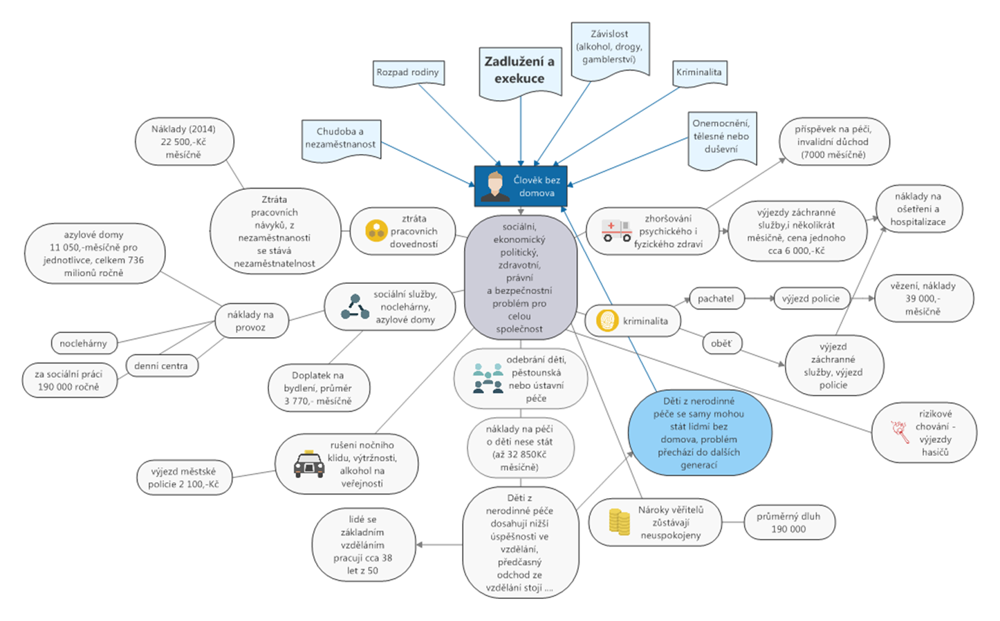 Závislost
(alkohol, drogy,
gamblerství)
Zadlužení a
exekuce
Rozpad rodiny
Kriminalita
Chudoba a
nezaměstnanost
Onemocnění,
tělesné nebo
duševní
Náklady (2014)
22 500,-Kč
měsíčně
příspěvek na péči,
invalidní důchod
(7000 měsíčně)
Člověk bez
domova
Ztráta
pracovních
návyků, z
nezaměstnaností
se stává
nezaměstnatelnost
ztráta
pracovních
dovedností
sociální,
ekonomický
politický,
zdravotní,
právní
a bezpečnostní
problém pro
celou
společnost
zhoršování
psychického i
fyzického zdraví
výjezdy záchranné
služby,i několikrát
měsíčně, cena jednoho
cca 6 000,-Kč
náklady na
ošetření a
hospitalizace
azylové domy
11 050,-měsíčně pro
jednotlivce, celkem 736
milionů ročně
sociální služby,
noclehárny,
azylové domy
náklady na
provoz
noclehárny
denní centra
za sociální práci
190 000 ročně
Doplatek na
bydlení, průměr
3 770,- měsíčně
kriminalita
pachatel
výjezd policie
vězení, náklady
39 000,-
měsíčně
oběť
výjezd
záchranné
služby, výjezd
policie
odebrání dětí,
pěstounská
nebo ústavní
péče
náklady na péči
o děti nese stát
(až 32 850Kč
měsíčně)
Děti z nerodinné
péče se samy mohou
stát lidmi bez
domova, problém
přechází do dalších
generací
rizikové
chování -
výjezdy
hasičů
rušení nočního
klidu, výtržnosti,
alkohol na
veřejnosti
výjezd městské
policie 2 100,-Kč
Děti z
nerodinné péče
dosahují nižší
úspěšnosti ve
vzdělání,
předčasný
odchod ze
vzdělání stojí ....
lidé se
základním
vzděláním
pracují cca 38
let z 50
Nároky věřitelů
zůstávají
neuspokojeny
průměrný dluh
190 000